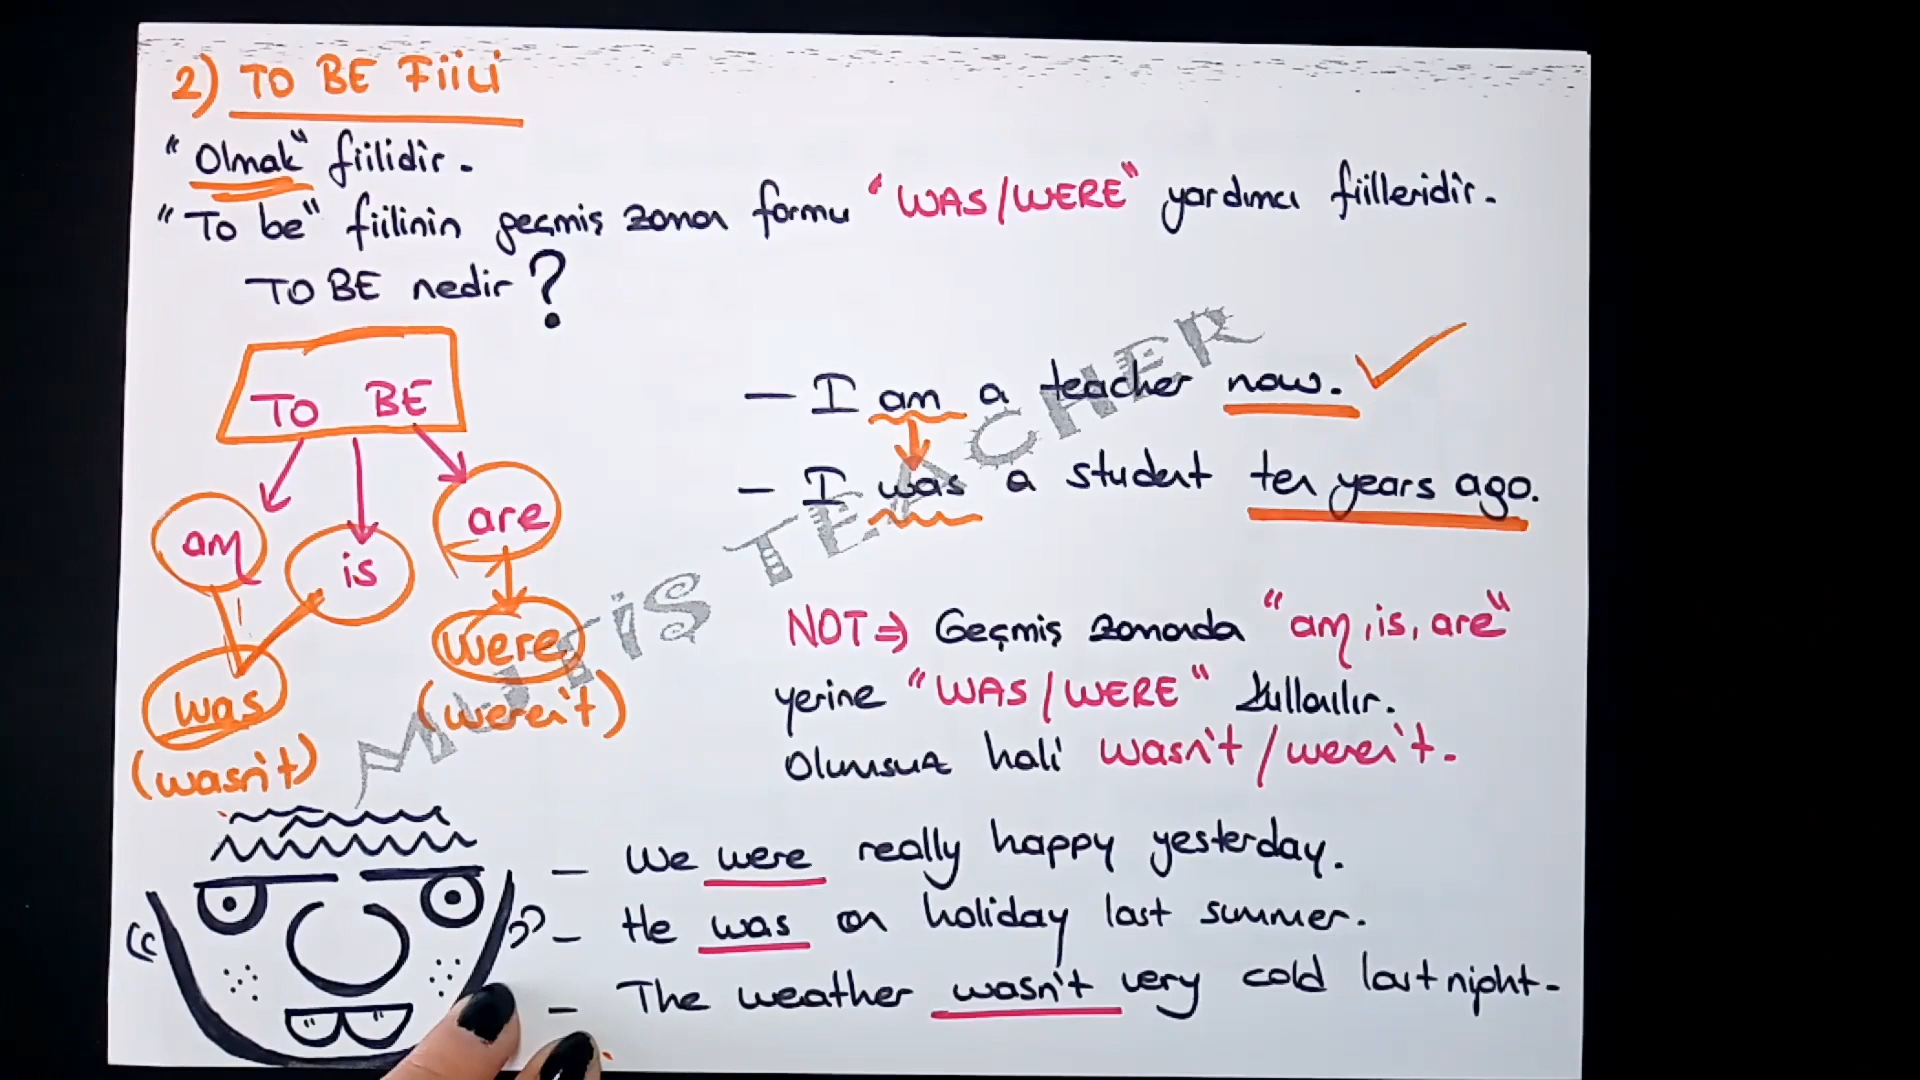 2) TO BE Fiili
"Olmak" fiilidir.
"To be" fiilinin geçmiş zaman formu "WAS/WERE" yardımcı fiilleridir.
TO BE nedir?
TO BE
am
is
are
was
(wasn't)
were
(weren't)
- I am a teacher now.
- I was a student ten years ago.
NOT ⇒ Geçmiş zamanda "am, is, are"
yerine "WAS/WERE" kullanılır.
Olumsuz hali wasn't / weren't.
- We were really happy yesterday.
- He was on holiday last summer.
- The weather wasn't very cold last night.
TEACHER